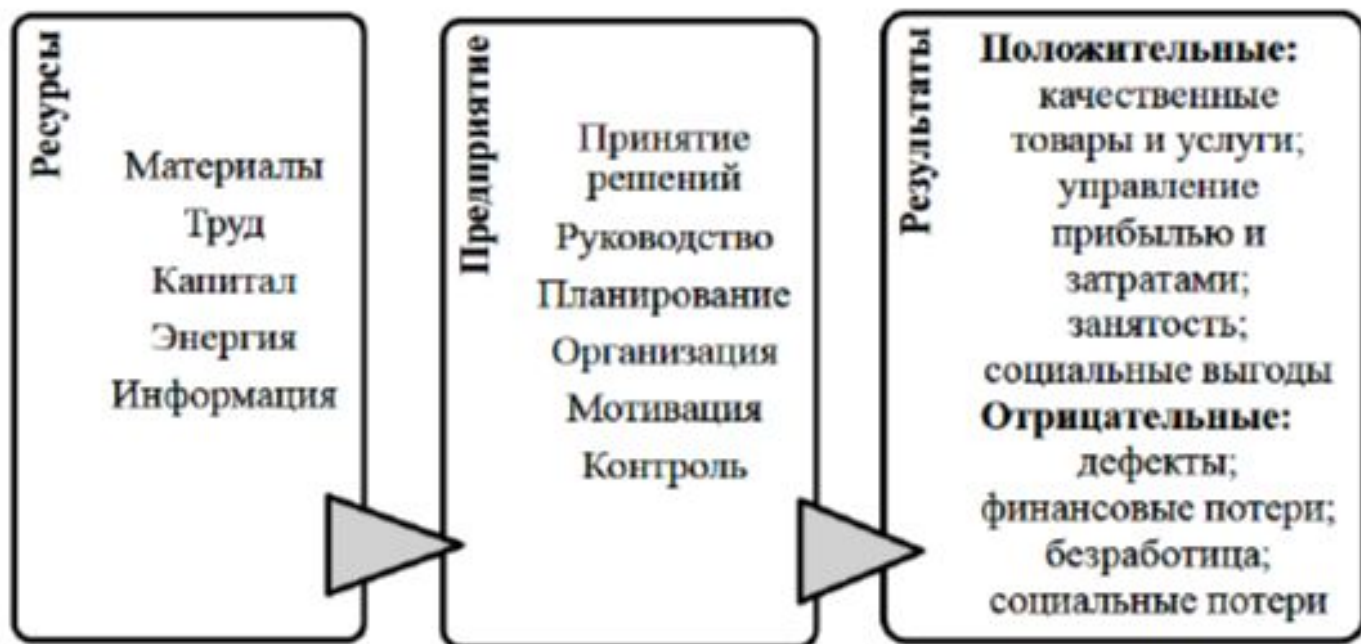 Ресурсы
Материалы
Труд
Капитал
Энергия
Информация
Предприятие
Принятие
решений
Руководство
Планирование
Организация
Мотивация
Контроль
Результаты
Положительные:
качественные
товары и услуги;
управление
прибылью и
затратами;
занятость;
социальные выгоды
Отрицательные:
дефекты;
финансовые потери;
безработица;
социальные потери